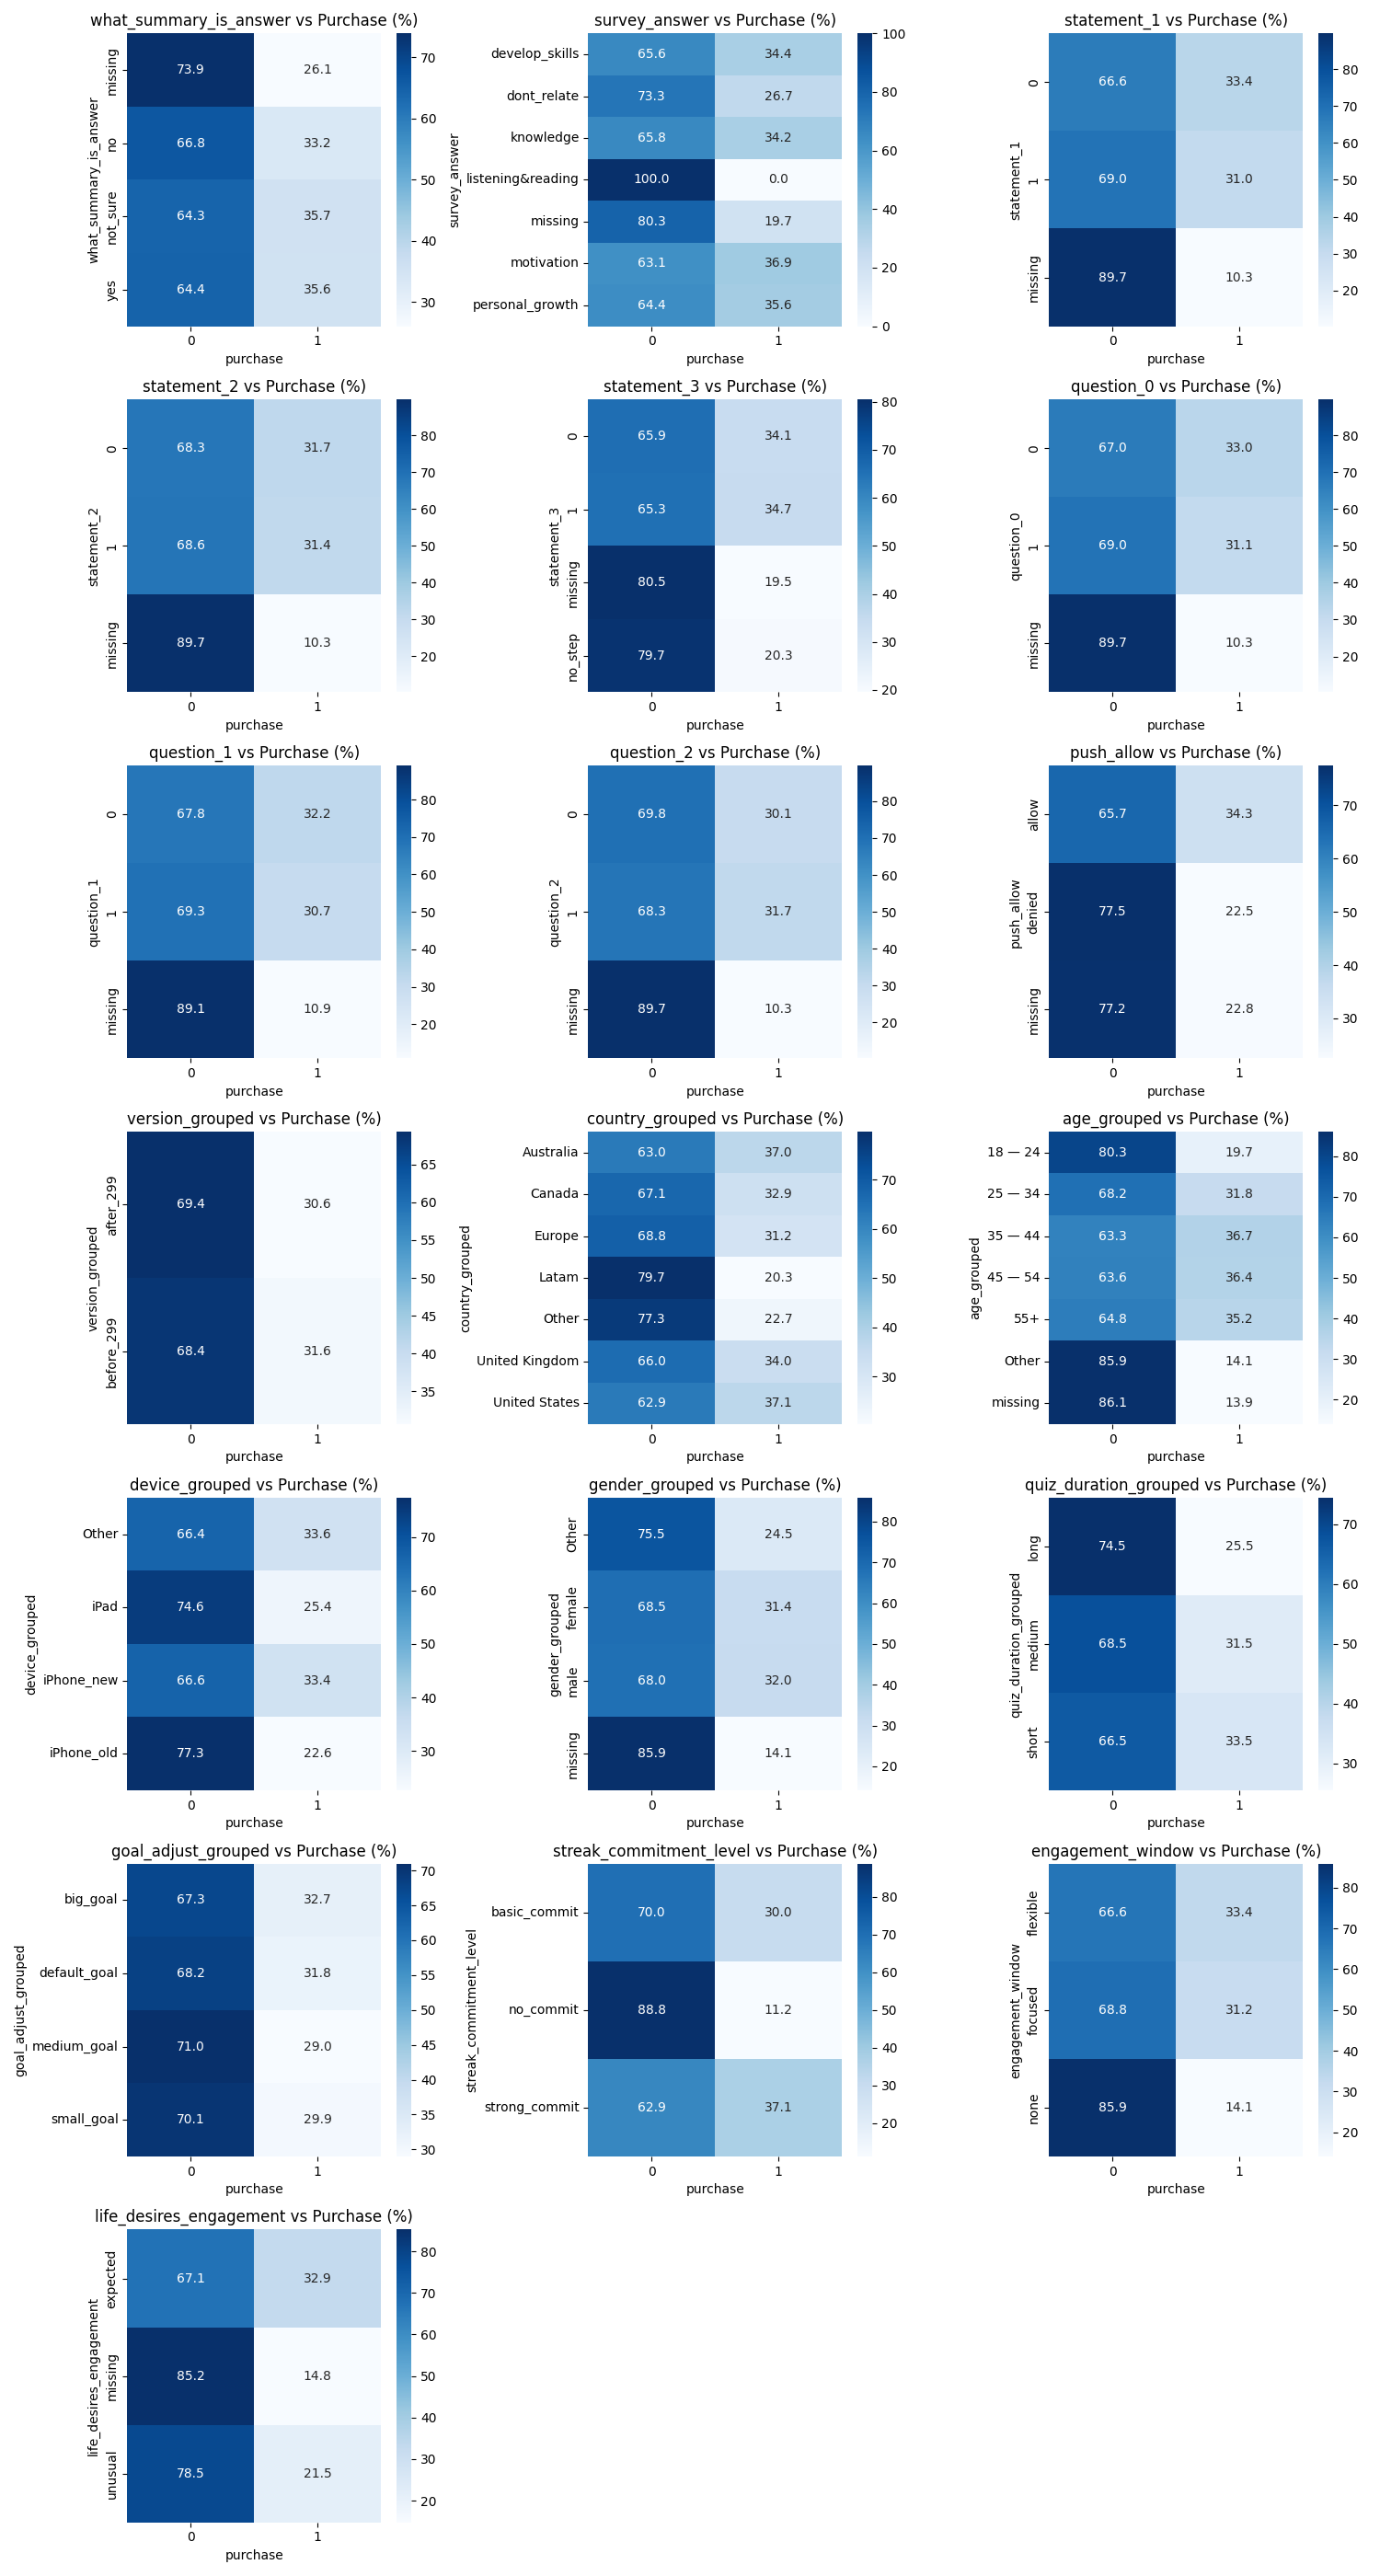 what_summary_is_answer vs Purchase (%)
what_summary_is_answer
missing
73.9 26.1
no
66.8 33.2
not_sure
64.3 35.7
yes
64.4 35.6
0 1
purchase
70
60
50
40
30
survey_answer vs Purchase (%)
survey_answer
develop_skills 65.6 34.4
dont_relate 73.3 26.7
knowledge 65.8 34.2
listening&reading 100.0 0.0
missing 80.3 19.7
motivation 63.1 36.9
personal_growth 64.4 35.6
0 1
purchase
100
80
60
40
20
0
statement_1 vs Purchase (%)
statement_1
0 66.6 33.4
1 69.0 31.0
missing 89.7 10.3
0 1
purchase
80
70
60
50
40
30
20
statement_2 vs Purchase (%)
statement_2
0 68.3 31.7
1 68.6 31.4
missing 89.7 10.3
0 1
purchase
80
70
60
50
40
30
20
statement_3 vs Purchase (%)
statement_3
0 65.9 34.1
1 65.3 34.7
missing 80.5 19.5
no_step 79.7 20.3
0 1
purchase
80
70
60
50
40
30
20
question_0 vs Purchase (%)
question_0
0 67.0 33.0
1 69.0 31.1
missing 89.7 10.3
0 1
purchase
80
70
60
50
40
30
20
question_1 vs Purchase (%)
question_1
0 67.8 32.2
1 69.3 30.7
missing 89.1 10.9
0 1
purchase
80
70
60
50
40
30
20
question_2 vs Purchase (%)
question_2
0 69.8 30.1
1 68.3 31.7
missing 89.7 10.3
0 1
purchase
80
70
60
50
40
30
20
push_allow vs Purchase (%)
push_allow
allow 65.7 34.3
denied 77.5 22.5
missing 77.2 22.8
0 1
purchase
70
60
50
40
30
version_grouped vs Purchase (%)
version_grouped
after_299 69.4 30.6
before_299 68.4 31.6
0 1
purchase
65
60
55
50
45
40
35
country_grouped vs Purchase (%)
country_grouped
Australia 63.0 37.0
Canada 67.1 32.9
Europe 68.8 31.2
Latam 79.7 20.3
Other 77.3 22.7
United Kingdom 66.0 34.0
United States 62.9 37.1
0 1
purchase
70
60
50
40
30
age_grouped vs Purchase (%)
age_grouped
18 — 24 80.3 19.7
25 — 34 68.2 31.8
35 — 44 63.3 36.7
45 — 54 63.6 36.4
55+ 64.8 35.2
Other 85.9 14.1
missing 86.1 13.9
0 1
purchase
80
70
60
50
40
30
20
device_grouped vs Purchase (%)
device_grouped
Other 66.4 33.6
iPad 74.6 25.4
iPhone_new 66.6 33.4
iPhone_old 77.3 22.6
0 1
purchase
70
60
50
40
30
gender_grouped vs Purchase (%)
gender_grouped
Other 75.5 24.5
female 68.5 31.4
male 68.0 32.0
missing 85.9 14.1
0 1
purchase
80
70
60
50
40
30
20
quiz_duration_grouped vs Purchase (%)
quiz_duration_grouped
long 74.5 25.5
medium 68.5 31.5
short 66.5 33.5
0 1
purchase
70
60
50
40
30
goal_adjust_grouped vs Purchase (%)
goal_adjust_grouped
big_goal 67.3 32.7
default_goal 68.2 31.8
medium_goal 71.0 29.0
small_goal 70.1 29.9
0 1
purchase
70
65
60
55
50
45
40
35
30
streak_commitment_level vs Purchase (%)
streak_commitment_level
basic_commit 70.0 30.0
no_commit 88.8 11.2
strong_commit 62.9 37.1
0 1
purchase
80
70
60
50
40
30
20
engagement_window vs Purchase (%)
engagement_window
flexible 66.6 33.4
focused 68.8 31.2
none 85.9 14.1
0 1
purchase
80
70
60
50
40
30
20
life_desires_engagement vs Purchase (%)
life_desires_engagement
expected 67.1 32.9
missing 85.2 14.8
unusual 78.5 21.5
0 1
purchase
80
70
60
50
40
30
20